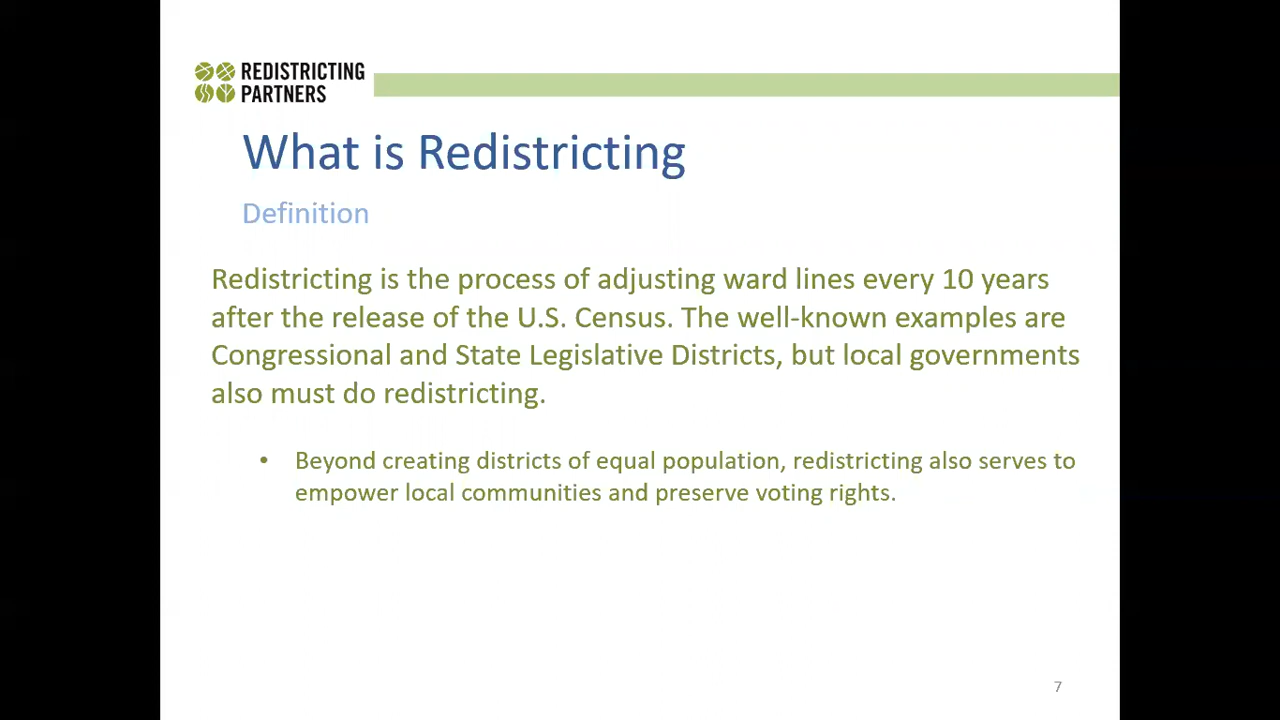 REDISTRICTING
PARTNERS
What is Redistricting
Definition
Redistricting is the process of adjusting ward lines every 10 years
after the release of the U.S. Census. The well-known examples are
Congressional and State Legislative Districts, but local governments
also must do redistricting.
• Beyond creating districts of equal population, redistricting also serves to
empower local communities and preserve voting rights.
7